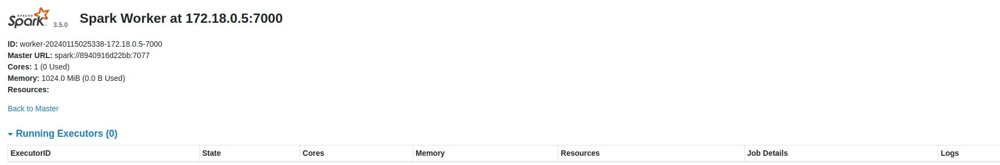 APACHE
Spark 3.5.0 Spark Worker at 172.18.0.5:7000
ID: worker-20240115025338-172.18.0.5-7000
Master URL: spark://8940916d22bb:7077
Cores: 1 (0 Used)
Memory: 1024.0 MiB (0.0 B Used)
Resources:
Back to Master
Running Executors (0)
ExecutorID State Cores Memory Resources Job Details Logs